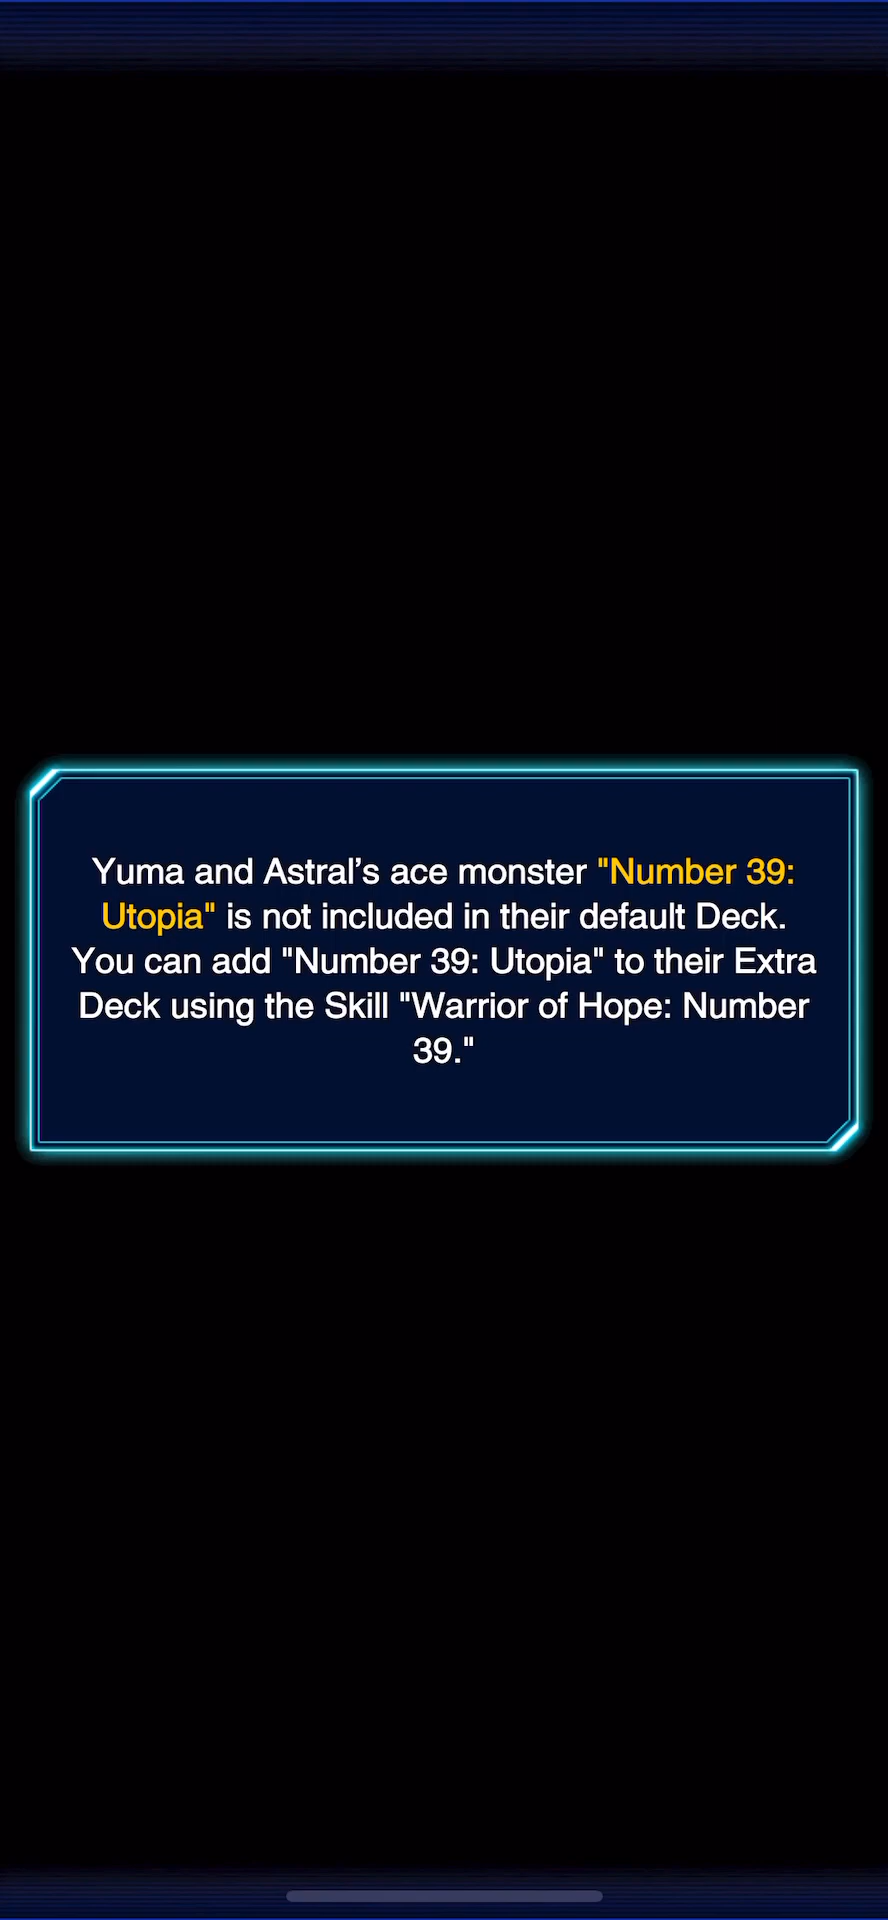 Yuma and Astral’s ace monster "Number 39:
Utopia" is not included in their default Deck.
You can add "Number 39: Utopia" to their Extra
Deck using the Skill "Warrior of Hope: Number
39."